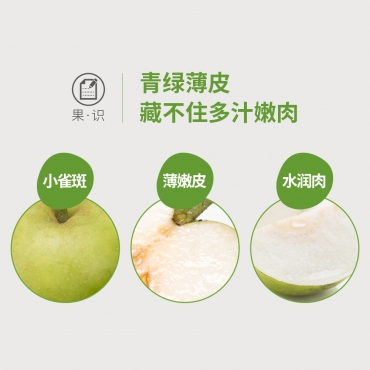 青绿薄皮
藏不住多汁嫩肉
果·识
小雀斑
薄嫩皮
水润肉